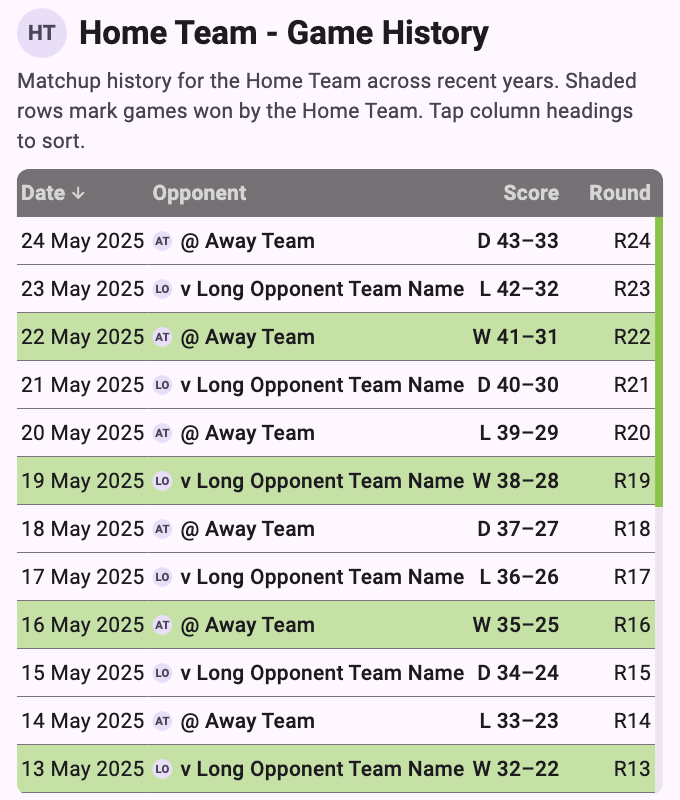 HT Home Team - Game History
Matchup history for the Home Team across recent years. Shaded
rows mark games won by the Home Team. Tap column headings
to sort.
Date ↓ Opponent Score Round
24 May 2025 AT @ Away Team D 43–33 R24
23 May 2025 LO v Long Opponent Team Name L 42–32 R23
22 May 2025 AT @ Away Team W 41–31 R22
21 May 2025 LO v Long Opponent Team Name D 40–30 R21
20 May 2025 AT @ Away Team L 39–29 R20
19 May 2025 LO v Long Opponent Team Name W 38–28 R19
18 May 2025 AT @ Away Team D 37–27 R18
17 May 2025 LO v Long Opponent Team Name L 36–26 R17
16 May 2025 AT @ Away Team W 35–25 R16
15 May 2025 LO v Long Opponent Team Name D 34–24 R15
14 May 2025 AT @ Away Team L 33–23 R14
13 May 2025 LO v Long Opponent Team Name W 32–22 R13